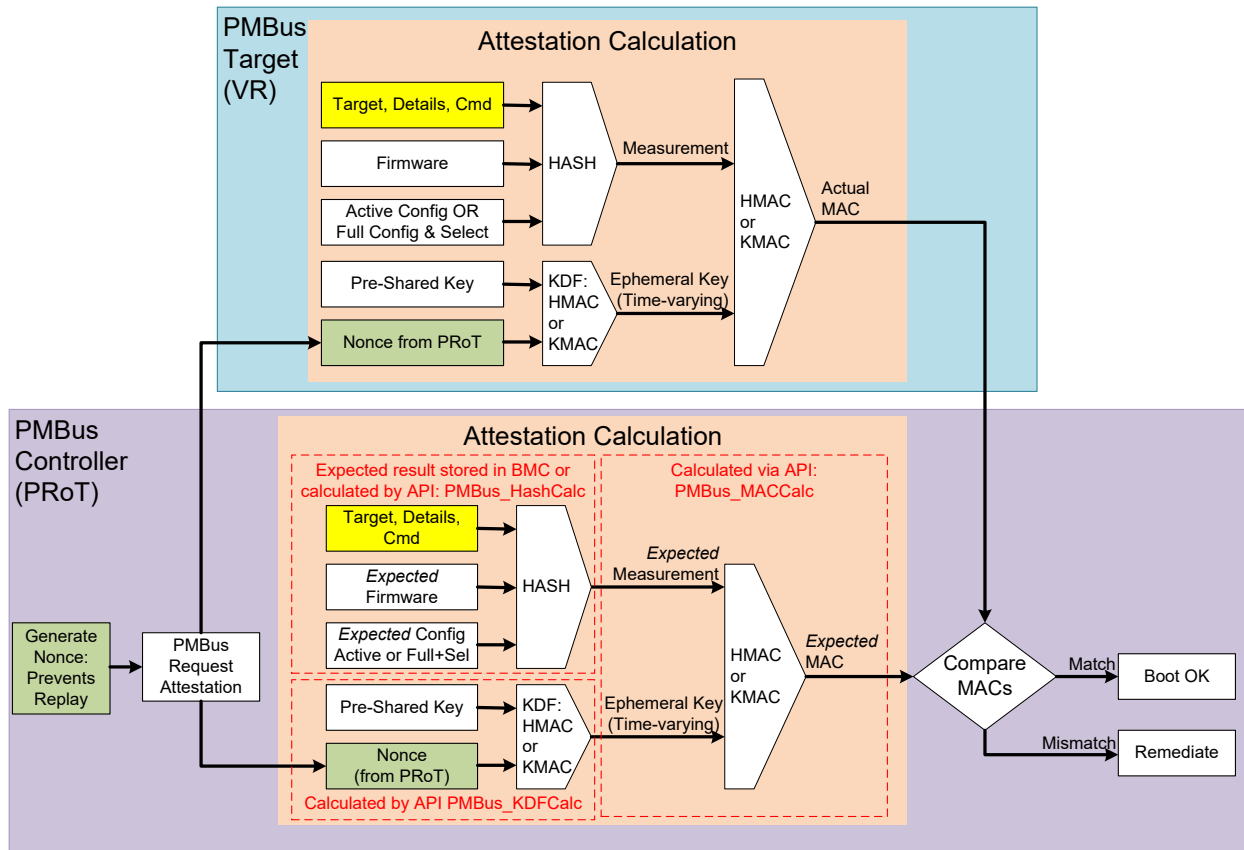 PMBus
Target
(VR)
Attestation Calculation
Target, Details, Cmd
Firmware
Active Config OR
Full Config & Select
HASH
Measurement
Pre-Shared Key
Nonce from PRoT
KDF:
HMAC
or
KMAC
Ephemeral Key
(Time-varying)
HMAC
or
KMAC
Actual
MAC
PMBus
Controller
(PRoT)
Attestation Calculation
Expected result stored in BMC or
calculated by API: PMBus_HashCalc
Calculated via API:
PMBus_MACCalc
Target, Details,
Cmd
Expected
Firmware
Expected Config
Active or Full+Sel
HASH
Expected
Measurement
Generate
Nonce:
Prevents
Replay
PMBus
Request
Attestation
Pre-Shared Key
Nonce
(from PRoT)
KDF:
HMAC
or
KMAC
Calculated by API PMBus_KDFCalc
Ephemeral Key
(Time-varying)
HMAC
or
KMAC
Expected
MAC
Compare
MACs
Match
Boot OK
Mismatch
Remediate